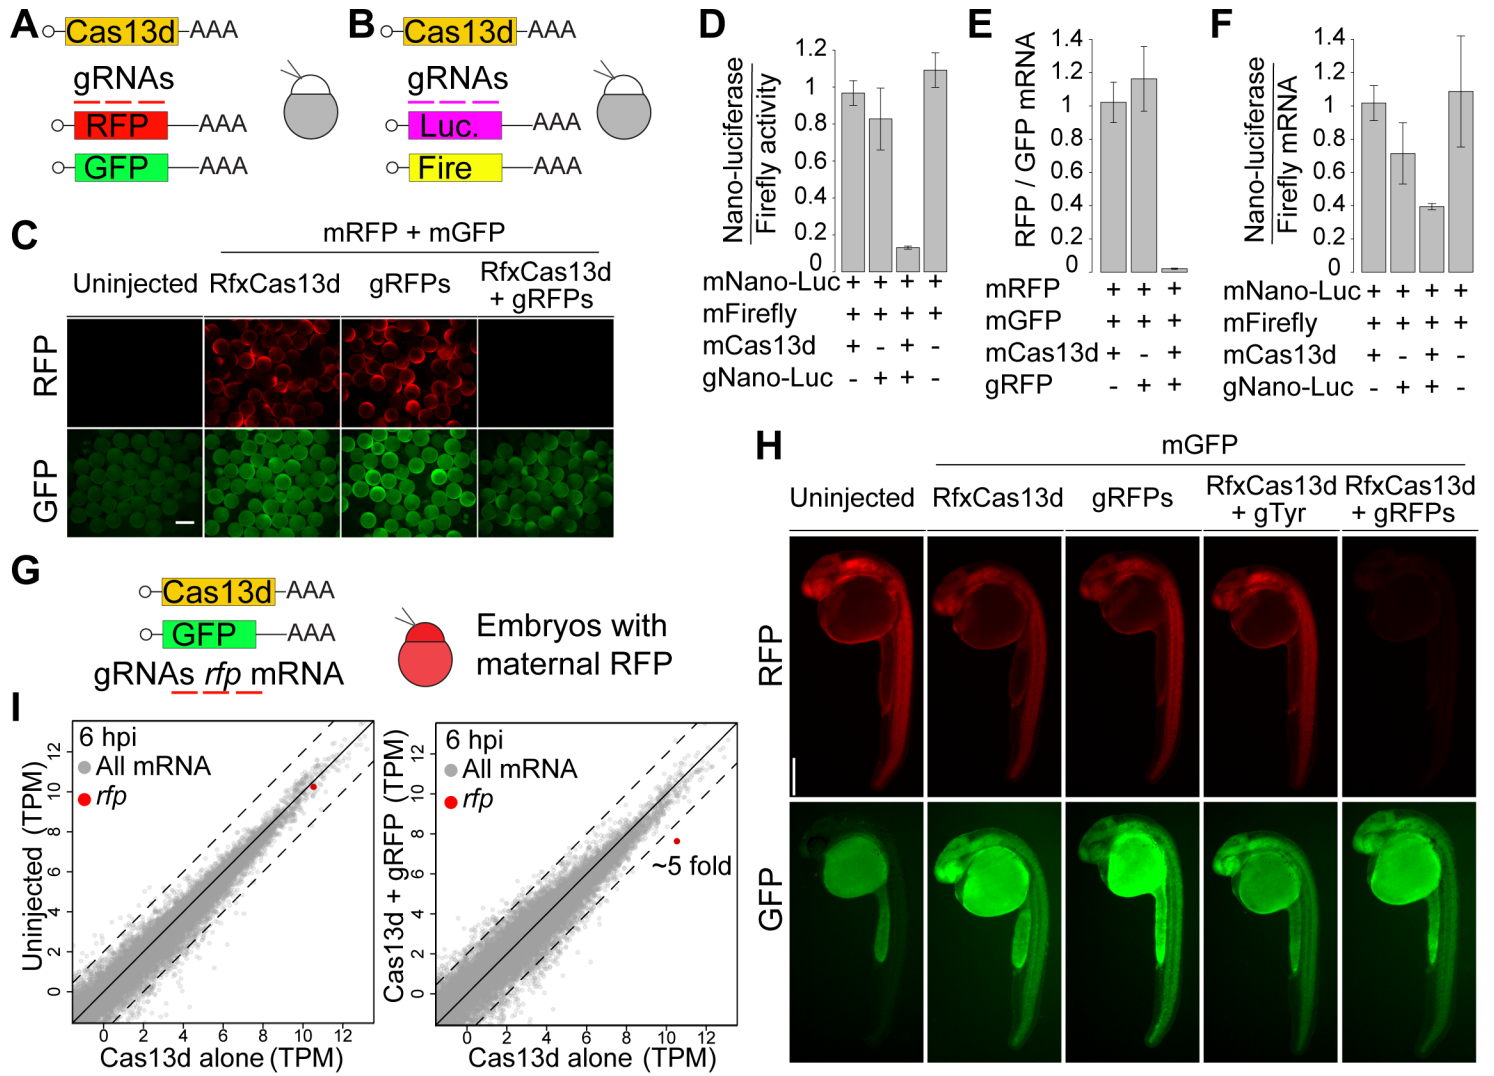 A
Cas13d
AAA
gRNAs
RFP
AAA
GFP
AAA
B
Cas13d
AAA
gRNAs
Luc.
AAA
Fire
AAA
C
mRFP + mGFP
Uninjected
RfxCas13d
gRFPs
RfxCas13d
+ gRFPs
RFP
GFP
D
Nano-luciferase
Firefly activity
1.2
1
0.8
0.6
0.4
0.2
0
mNano-Luc + + + +
mFirefly + + + +
mCas13d + - + -
gNano-Luc - + + -
E
RFP / GFP mRNA
1.4
1.2
1
0.8
0.6
0.4
0.2
0
mRFP + + +
mGFP + + +
mCas13d + - +
gRFP - + +
F
Nano-luciferase
Firefly mRNA
1.4
1.2
1
0.8
0.6
0.4
0.2
0
mNano-Luc + + + +
mFirefly + + + +
mCas13d + - + -
gNano-Luc - + + -
G
Cas13d
AAA
GFP
AAA
gRNAs rfp mRNA
Embryos with
maternal RFP
H
mGFP
Uninjected
RfxCas13d
gRFPs
RfxCas13d
+ gTyr
RfxCas13d
+ gRFPs
RFP
GFP
I
Uninjected (TPM)
12
10
8
6
4
2
0
6 hpi
All mRNA
rfp
0 2 4 6 8 10 12
Cas13d alone (TPM)
Cas13d + gRFP (TPM)
12
10
8
6
4
2
0
6 hpi
All mRNA
rfp
~5 fold
0 2 4 6 8 10 12
Cas13d alone (TPM)